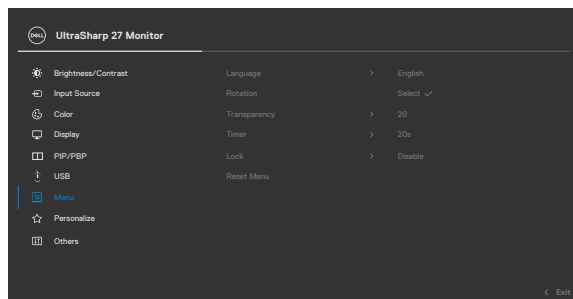 DELL UltraSharp 27 Monitor
Brightness/Contrast Language > English
Input Source Rotation Select ✓
Color Transparency > 20
Display Timer > 20s
PIP/PBP Lock > Disable
USB Reset Menu
Menu
Personalize
Others
< Exit